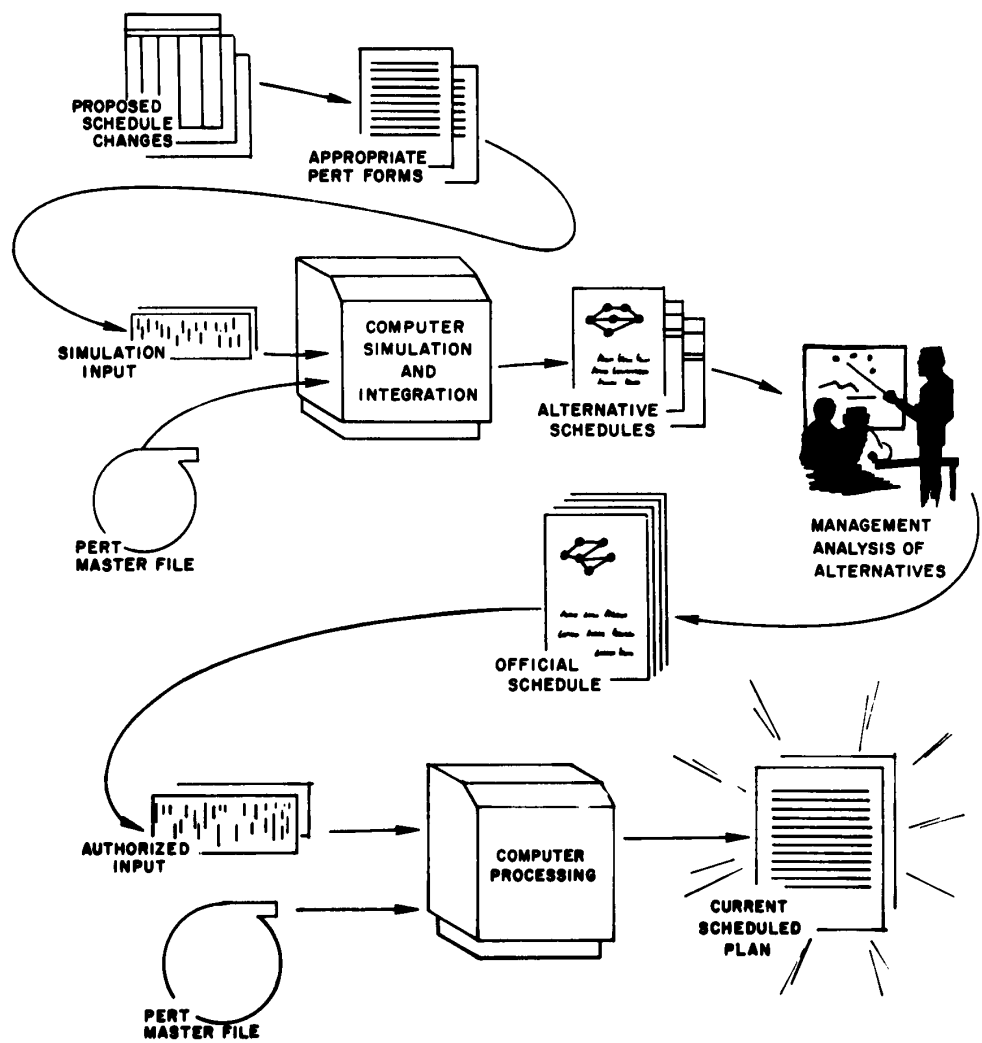 PROPOSED
SCHEDULE
CHANGES
APPROPRIATE
PERT FORMS
SIMULATION
INPUT
COMPUTER
SIMULATION
AND
INTEGRATION
ALTERNATIVE
SCHEDULES
PERT
MASTER FILE
MANAGEMENT
ANALYSIS OF
ALTERNATIVES
OFFICIAL
SCHEDULE
AUTHORIZED
INPUT
COMPUTER
PROCESSING
CURRENT
SCHEDULED
PLAN
PERT
MASTER FILE